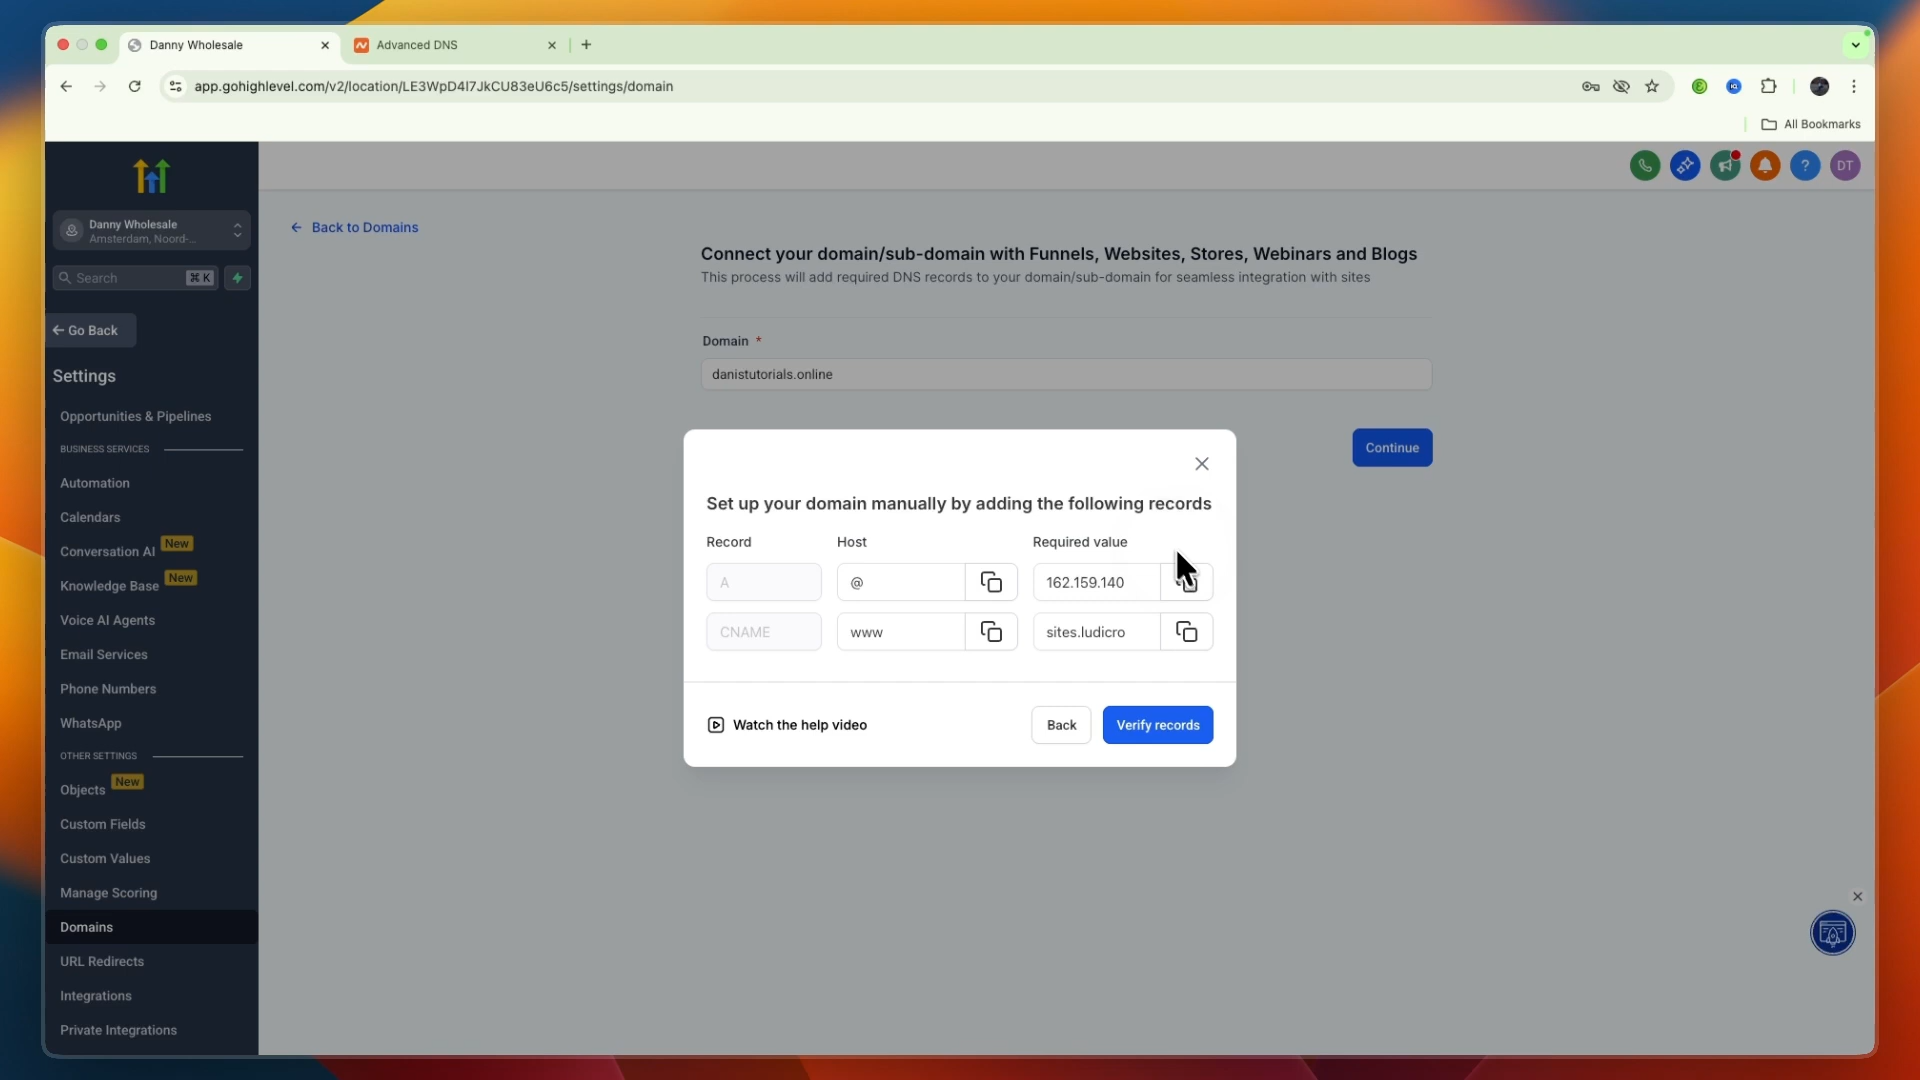 Danny Wholesale
Advanced DNS
app.gohighlevel.com/v2/location/LE3WpD4I7JkCU83eU6c5/settings/domain
All Bookmarks
Danny Wholesale
Amsterdam, Noord-...
Search ⌘ K
Go Back
Settings
Opportunities & Pipelines
BUSINESS SERVICES
Automation
Calendars
Conversation AI New
Knowledge Base New
Voice AI Agents
Email Services
Phone Numbers
WhatsApp
OTHER SETTINGS
Objects New
Custom Fields
Custom Values
Manage Scoring
Domains
URL Redirects
Integrations
Private Integrations
DT
Back to Domains
Connect your domain/sub-domain with Funnels, Websites, Stores, Webinars and Blogs
This process will add required DNS records to your domain/sub-domain for seamless integration with sites
Domain *
danistutorials.online
Continue
Set up your domain manually by adding the following records
Record Host Required value
A @ 162.159.140
CNAME www sites.ludicro
Watch the help video
Back
Verify records